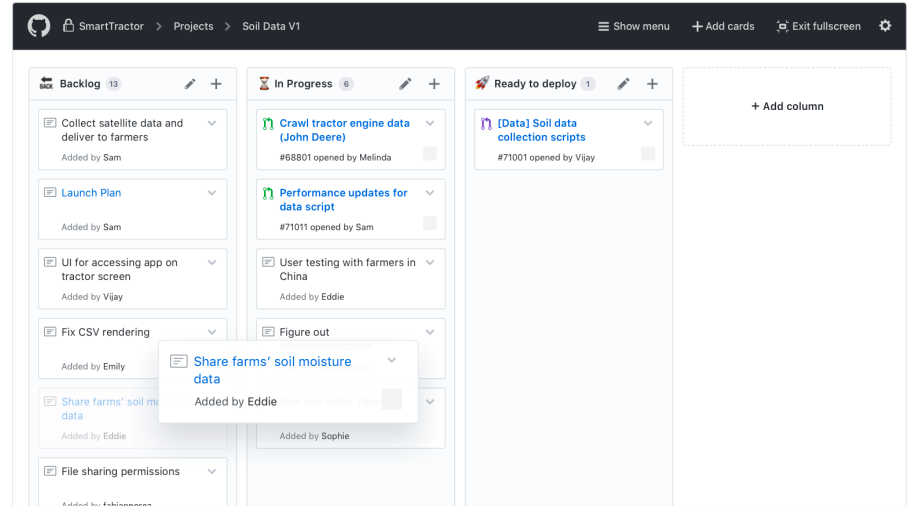 SmartTractor > Projects > Soil Data V1
Show menu
Add cards
Exit fullscreen
BACK Backlog 13
Collect satellite data and
deliver to farmers
Added by Sam
Launch Plan
Added by Sam
UI for accessing app on
tractor screen
Added by Vijay
Fix CSV rendering
Added by Emily
Share farms' soil
data
Added by Eddie
File sharing permissions
Added by fabianperez
In Progress 6
Crawl tractor engine data
(John Deere)
#68801 opened by Melinda
Performance updates for
data script
#71011 opened by Sam
User testing with farmers in
China
Added by Eddie
Figure out
internationalisation
Share farms' soil moisture
data
Added by Eddie
Added by Sophie
Ready to deploy 1
[Data] Soil data
collection scripts
#71001 opened by Vijay
+ Add column